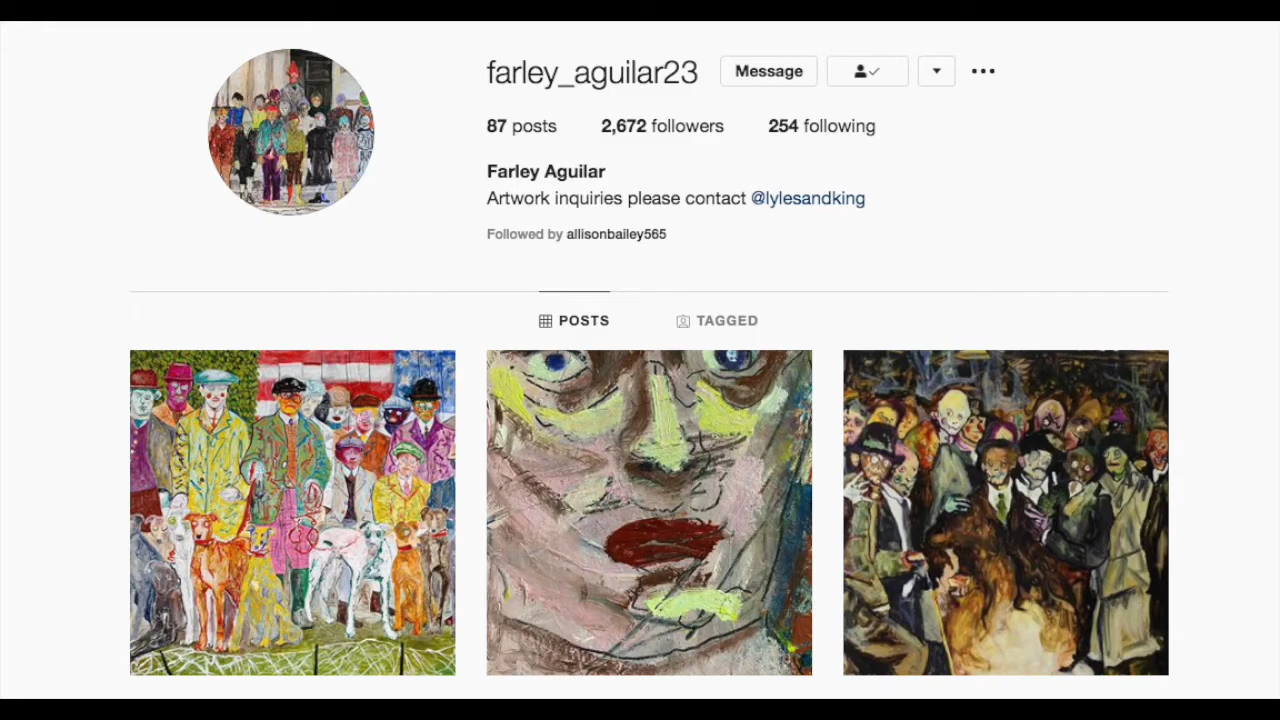 farley_aguilar23 Message
87 posts 2,672 followers 254 following
Farley Aguilar
Artwork inquiries please contact @lylesandking
Followed by allisonbailey565
POSTS TAGGED